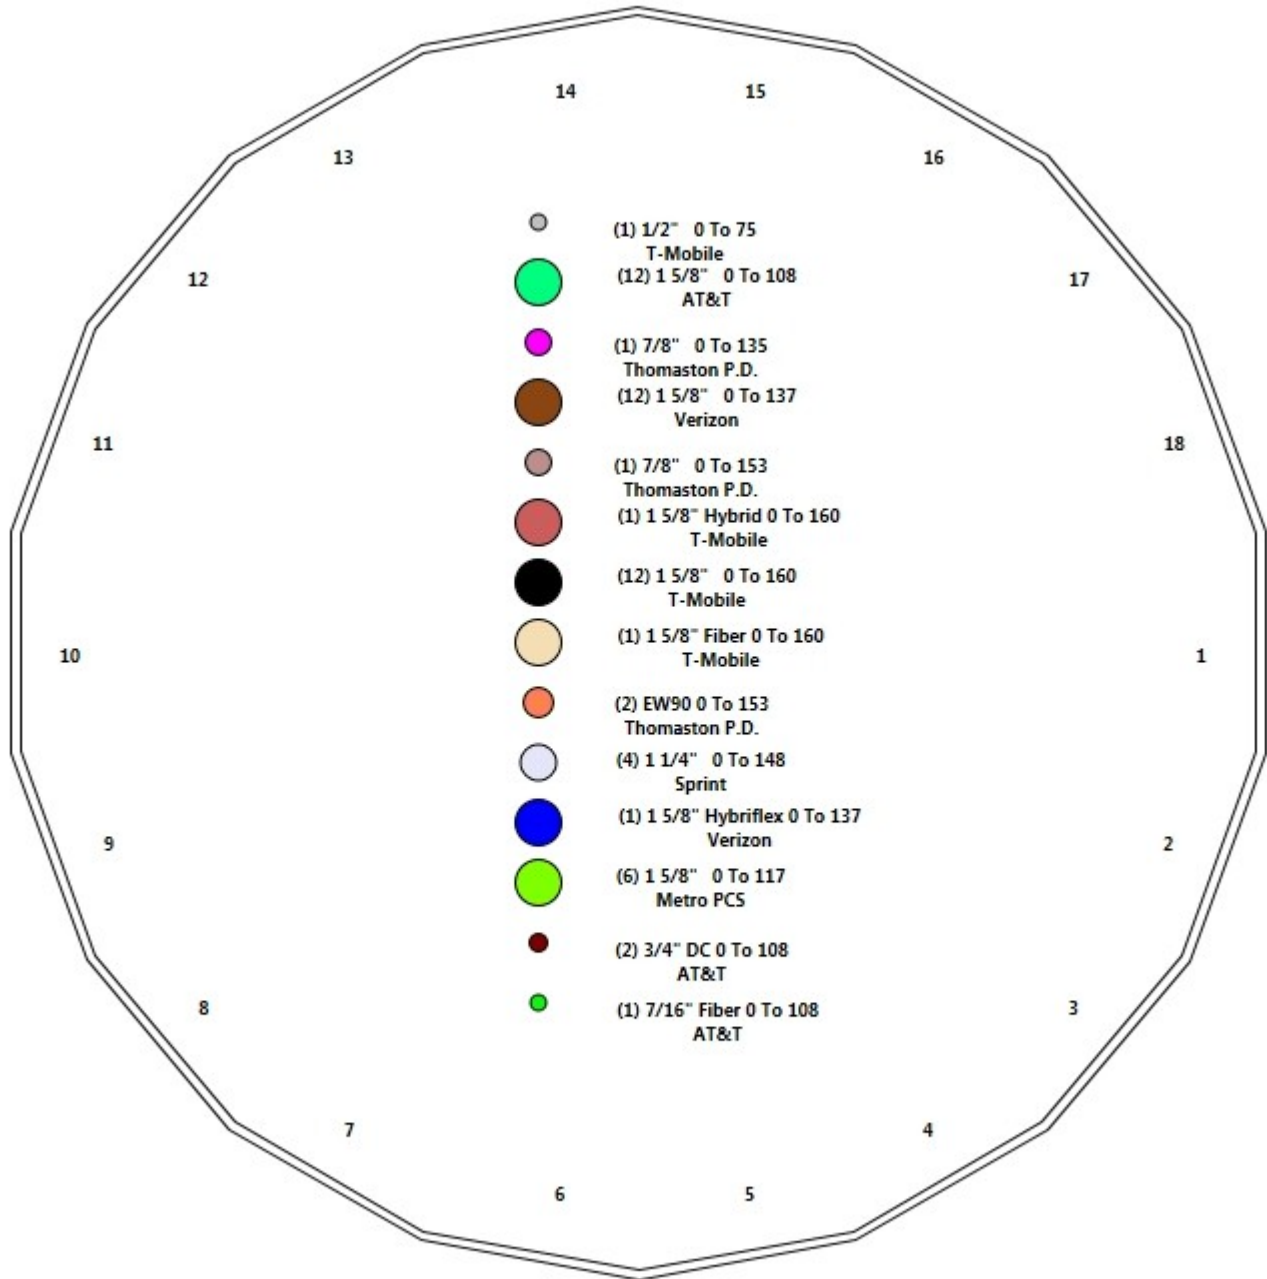 14
15
13
16
(1) 1/2" 0 To 75
T-Mobile
12
(12) 1 5/8" 0 To 108
17
AT&T
(1) 7/8" 0 To 135
Thomaston P.D.
(12) 1 5/8" 0 To 137
Verizon
11
18
(1) 7/8" 0 To 153
Thomaston P.D.
(1) 1 5/8" Hybrid 0 To 160
T-Mobile
(12) 1 5/8" 0 To 160
T-Mobile
(1) 1 5/8" Fiber 0 To 160
10
T-Mobile
1
(2) EW90 0 To 153
Thomaston P.D.
(4) 1 1/4" 0 To 148
Sprint
(1) 1 5/8" Hybriflex 0 To 137
Verizon
9
2
(6) 1 5/8" 0 To 117
Metro PCS
(2) 3/4" DC 0 To 108
AT&T
8
(1) 7/16" Fiber 0 To 108
3
AT&T
7
4
6
5